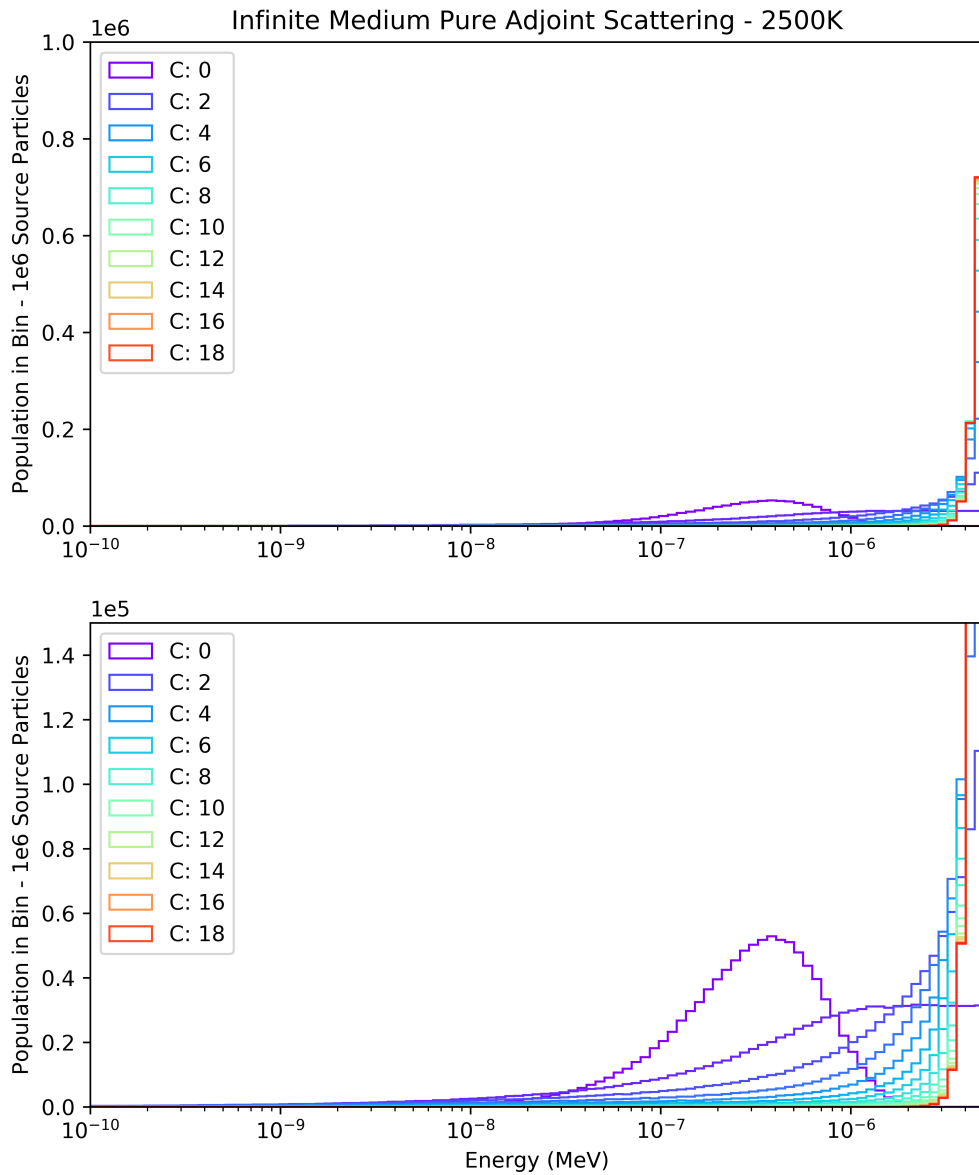 Infinite Medium Pure Adjoint Scattering - 2500K
1e6
Population in Bin - 1e6 Source Particles
1.0
0.8
0.6
0.4
0.2
0.0
C: 0
C: 2
C: 4
C: 6
C: 8
C: 10
C: 12
C: 14
C: 16
C: 18
10⁻¹⁰ 10⁻⁹ 10⁻⁸ 10⁻⁷ 10⁻⁶
1e5
Population in Bin - 1e6 Source Particles
1.4
1.2
1.0
0.8
0.6
0.4
0.2
0.0
C: 0
C: 2
C: 4
C: 6
C: 8
C: 10
C: 12
C: 14
C: 16
C: 18
10⁻¹⁰ 10⁻⁹ 10⁻⁸ 10⁻⁷ 10⁻⁶
Energy (MeV)